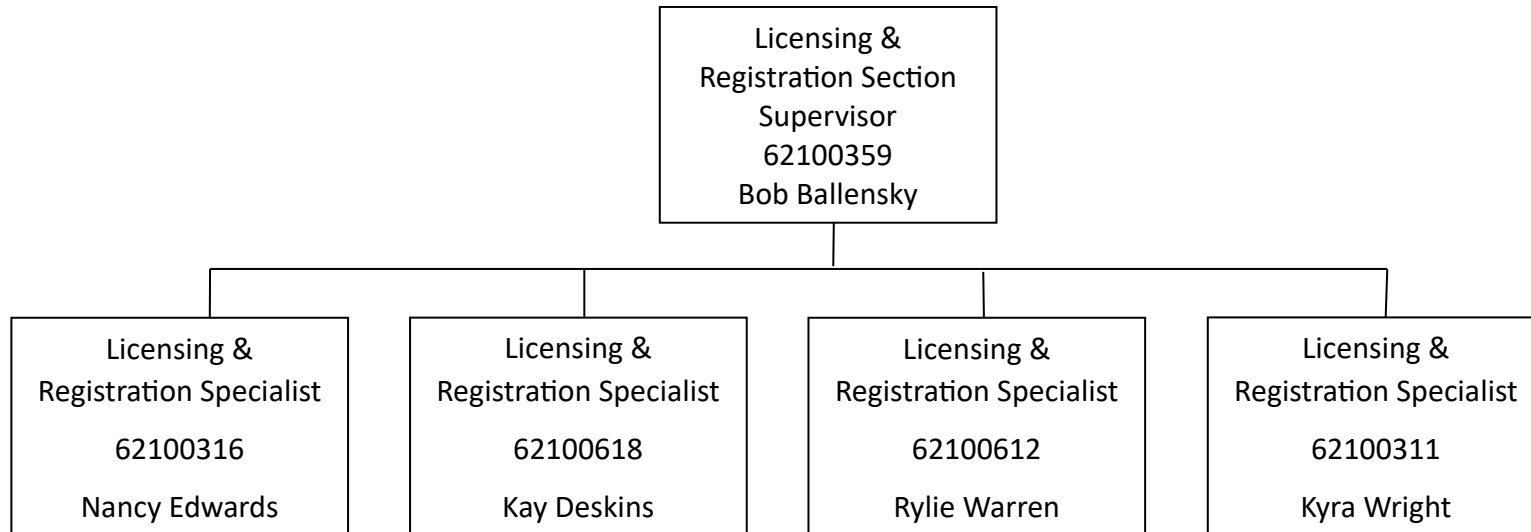 Licensing &
Registration Section
Supervisor
62100359
Bob Ballensky
Licensing &
Registration Specialist
62100316
Nancy Edwards
Licensing &
Registration Specialist
62100618
Kay Deskins
Licensing &
Registration Specialist
62100612
Rylie Warren
Licensing &
Registration Specialist
62100311
Kyra Wright